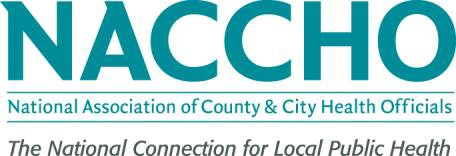 NACCHO
National Association of County & City Health Officials
The National Connection for Local Public Health